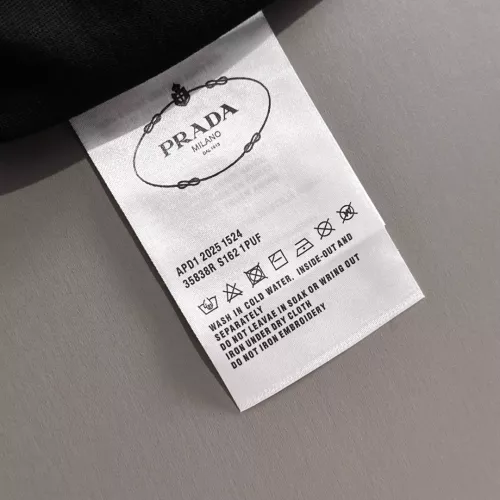 PRADA
MILANO
DAL 1913
APD1 2025 1524
35838R S162 1PUF
WASH IN COLD WATER. INSIDE-OUT AND
SEPARATELY
DO NOT LEAVAE IN SOAK OR WRING OUT
IRON UNDER DRY CLOTH
DO NOT IRON EMBROIDERY